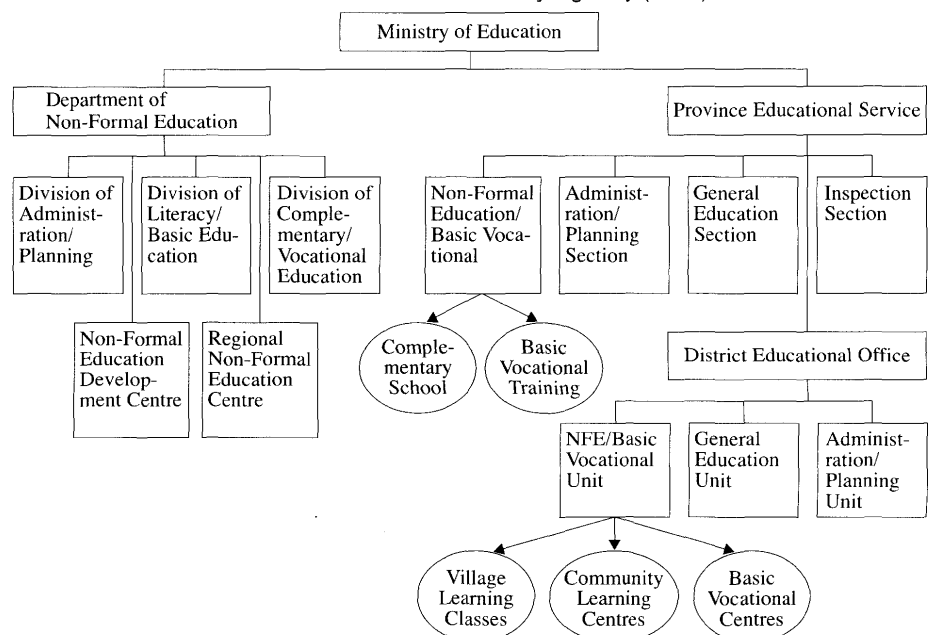 Ministry of Education
Department of
Non-Formal Education
Province Educational Service
Division of
Administ-
ration/
Planning
Division of
Literacy/
Basic Edu-
cation
Division of
Comple-
mentary/
Vocational
Education
Non-Formal
Education/
Basic Voca-
tional
Administ-
ration/
Planning
Section
General
Education
Section
Inspection
Section
Non-Formal
Education
Develop-
ment Centre
Regional
Non-Formal
Education
Centre
Comple-
mentary
School
Basic
Vocational
Training
District Educational Office
NFE/Basic
Vocational
Unit
General
Education
Unit
Administ-
ration/
Planning
Unit
Village
Learning
Classes
Community
Learning
Centres
Basic
Vocational
Centres